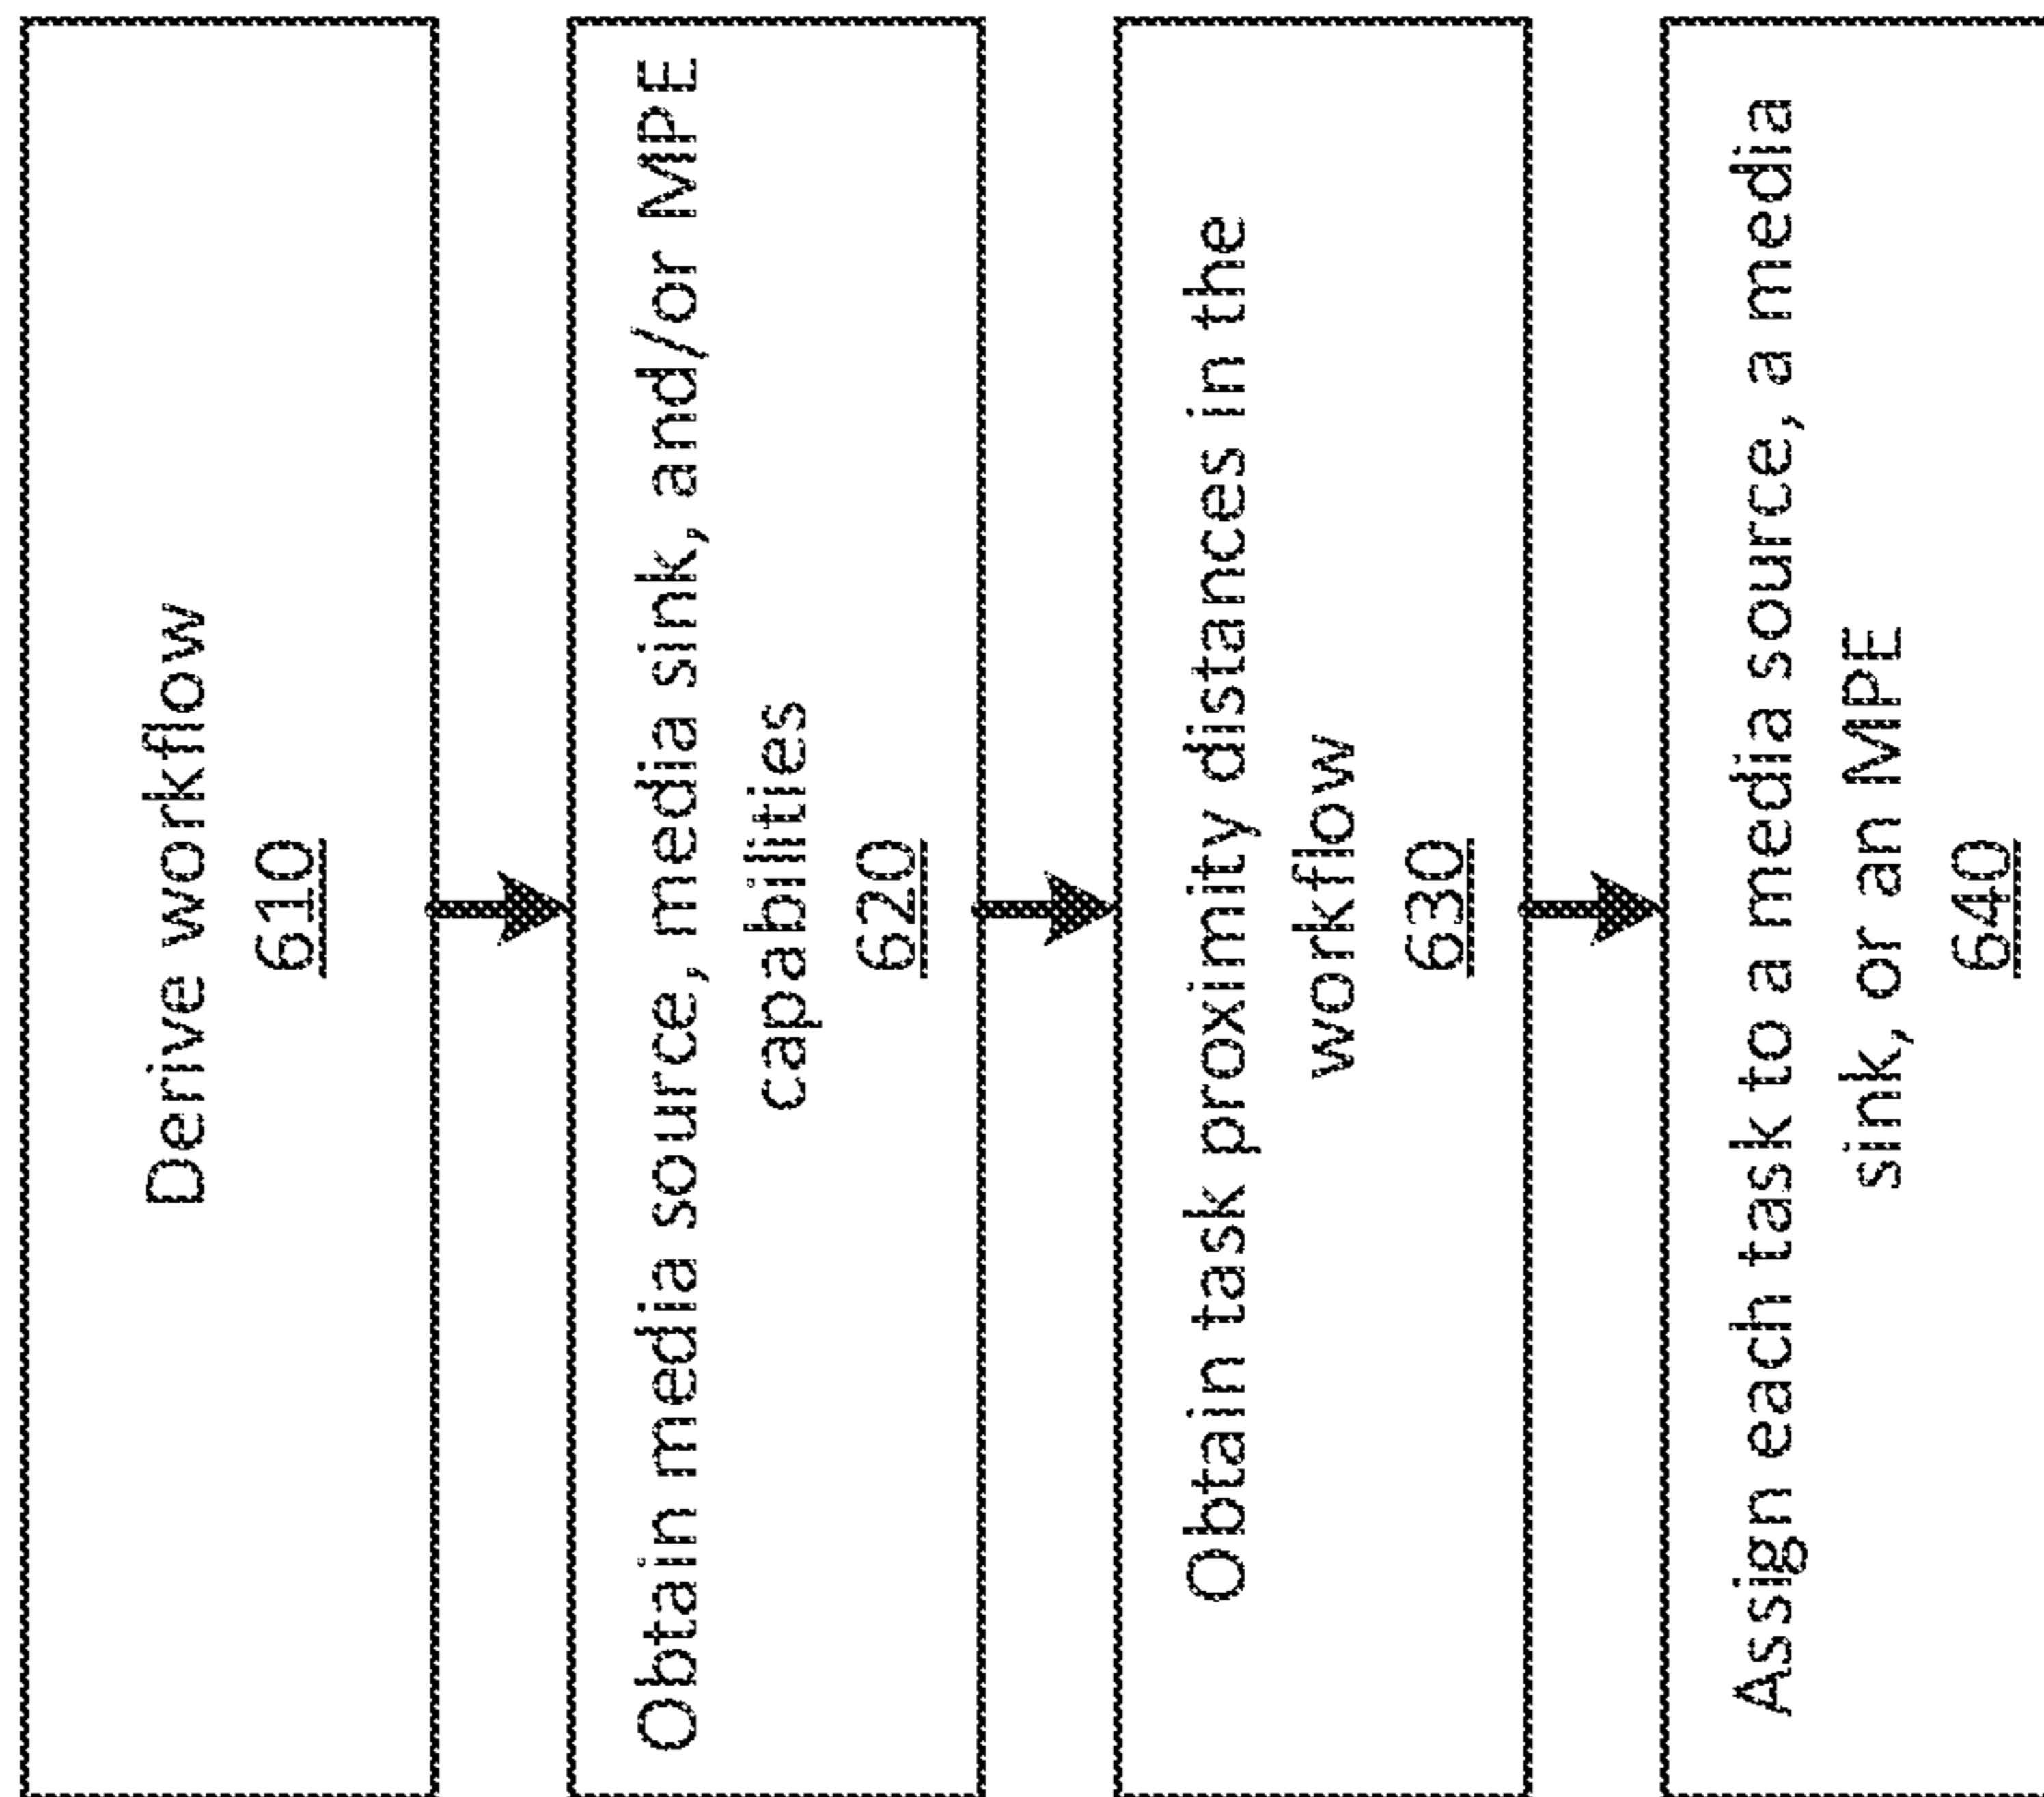 Derive workflow
610
Obtain media source, media sink, and/or MPE
capabilities
620
Obtain task proximity distances in the
workflow
630
Assign each task to a media source, a media
sink, or an MPE
640